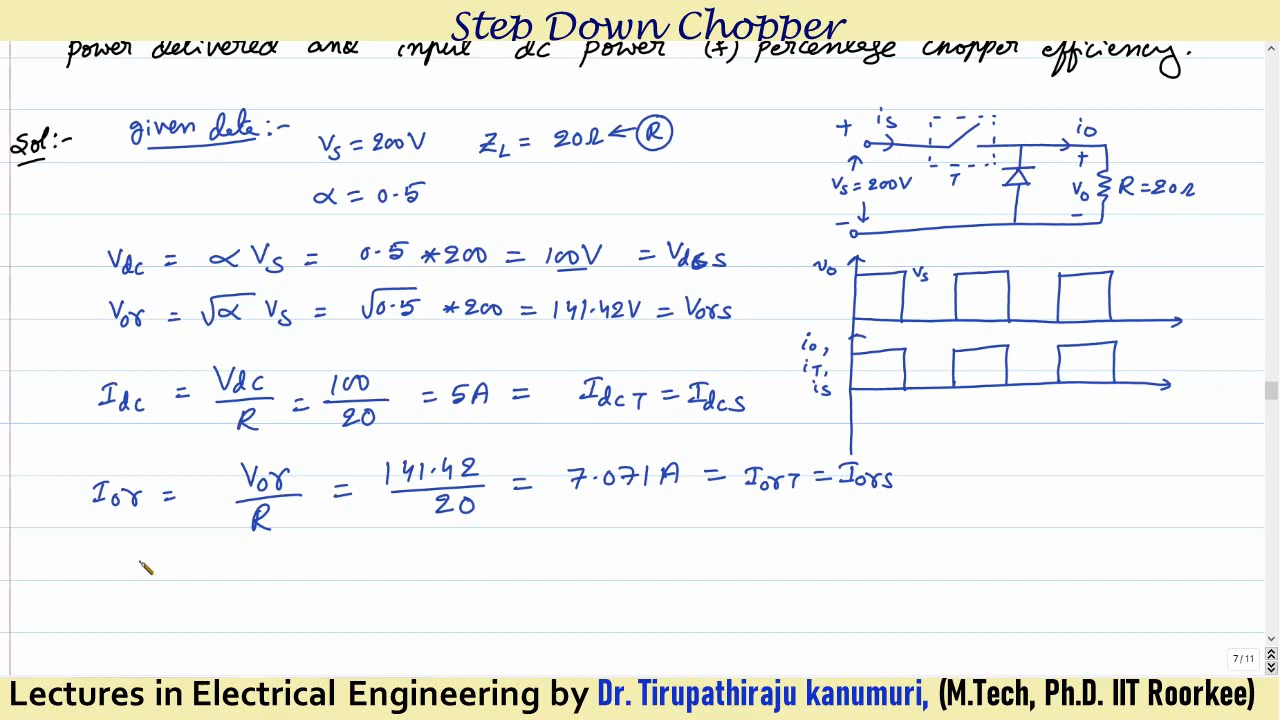 Step Down Chopper
power delivered and input dc power (f) percentage chopper efficiency.
Sol:- given data:- Vs = 200V ZL = 20Ω ← R
α = 0.5
Vdc = α Vs = 0.5 * 200 = 100V = VdcS
Vor = √α Vs = √0.5 * 200 = 141.42V = VorS
Idc = Vdc/R = 100/20 = 5A = IdcT = IdcS
Ior = Vor/R = 141.42/20 = 7.071A = IorT = IorS
+ is io
T +
Vs = 200V Vo R = 20Ω
- -
vo Vs
io,
iT,
is
7/11
Lectures in Electrical Engineering by Dr. Tirupathiraju kanumuri, (M.Tech, Ph.D. IIT Roorkee)